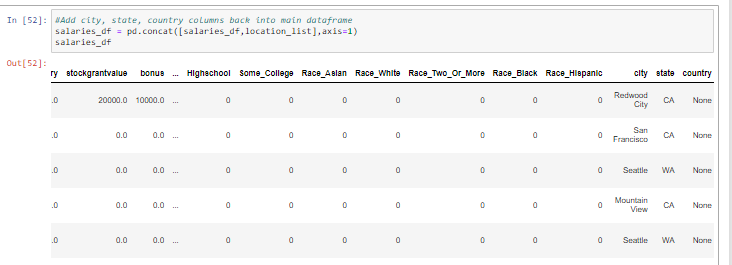 In [52]: #Add city, state, country columns back into main dataframe
salaries_df = pd.concat([salaries_df,location_list],axis=1)
salaries_df
Out[52]:
ry stockgrantvalue bonus ... Highschool Some_College Race_Asian Race_White Race_Two_Or_More Race_Black Race_Hispanic city state country
.0 20000.0 10000.0 ... 0 0 0 0 0 0 0 Redwood City CA None
.0 0.0 0.0 ... 0 0 0 0 0 0 0 San Francisco CA None
.0 0.0 0.0 ... 0 0 0 0 0 0 0 Seattle WA None
.0 0.0 0.0 ... 0 0 0 0 0 0 0 Mountain View CA None
.0 0.0 0.0 ... 0 0 0 0 0 0 0 Seattle WA None